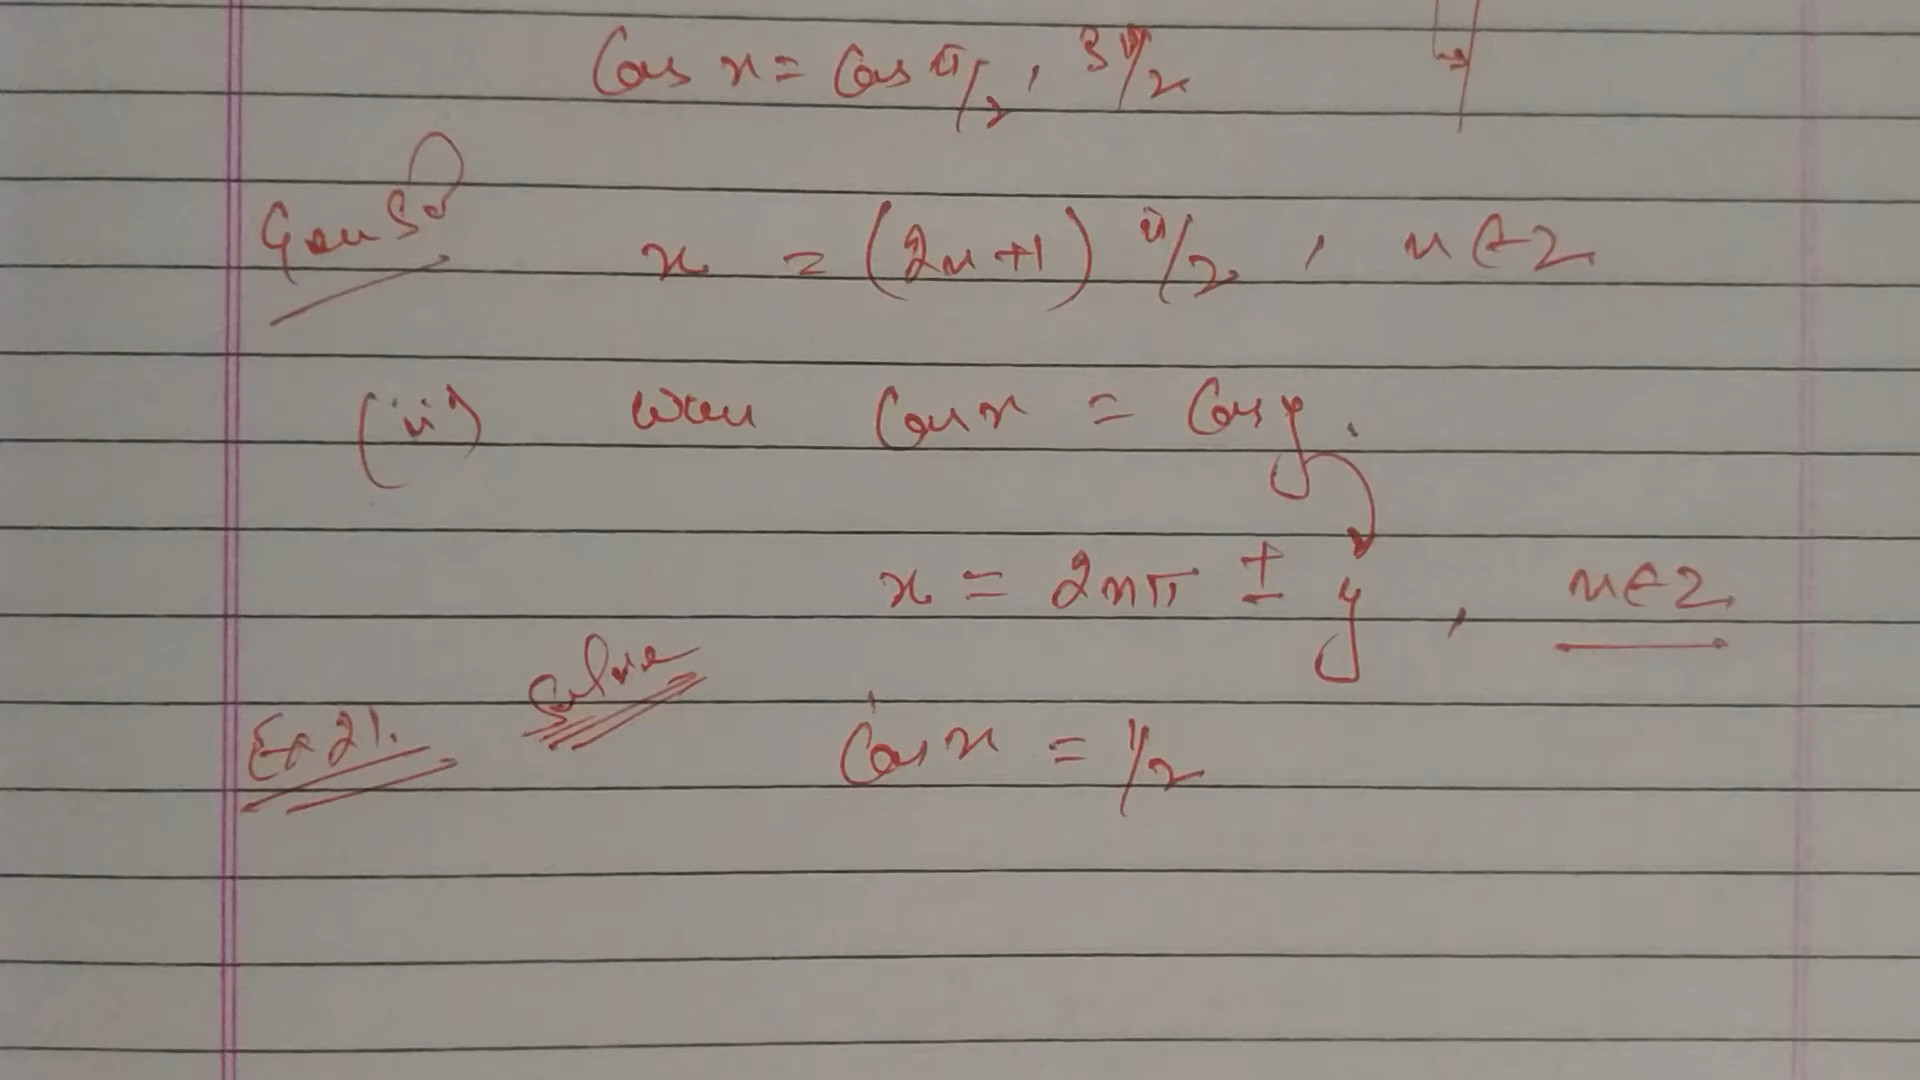 Cos x = Cos π/2, 3π/2
Gen Sol x = (2n+1) π/2, n ∈ Z
(ii) when Cos x = Cos y.
x = 2nπ ± y, n ∈ Z
Ex 21. Solve Cos x = 1/2